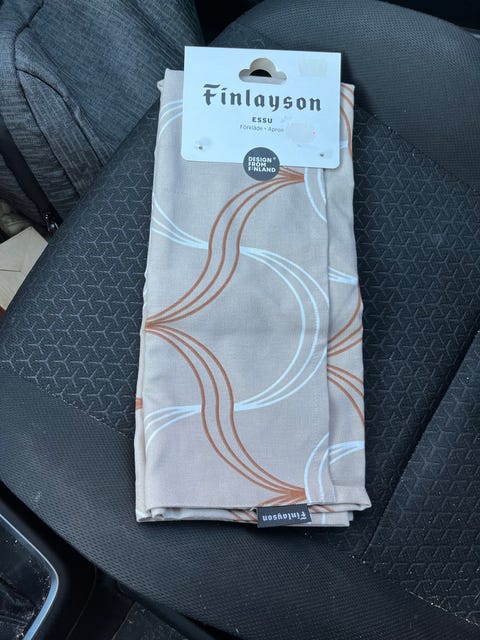 Finlayson
ESSU
Förkläde • Apron
DESIGN
FROM
FINLAND
Finlayson